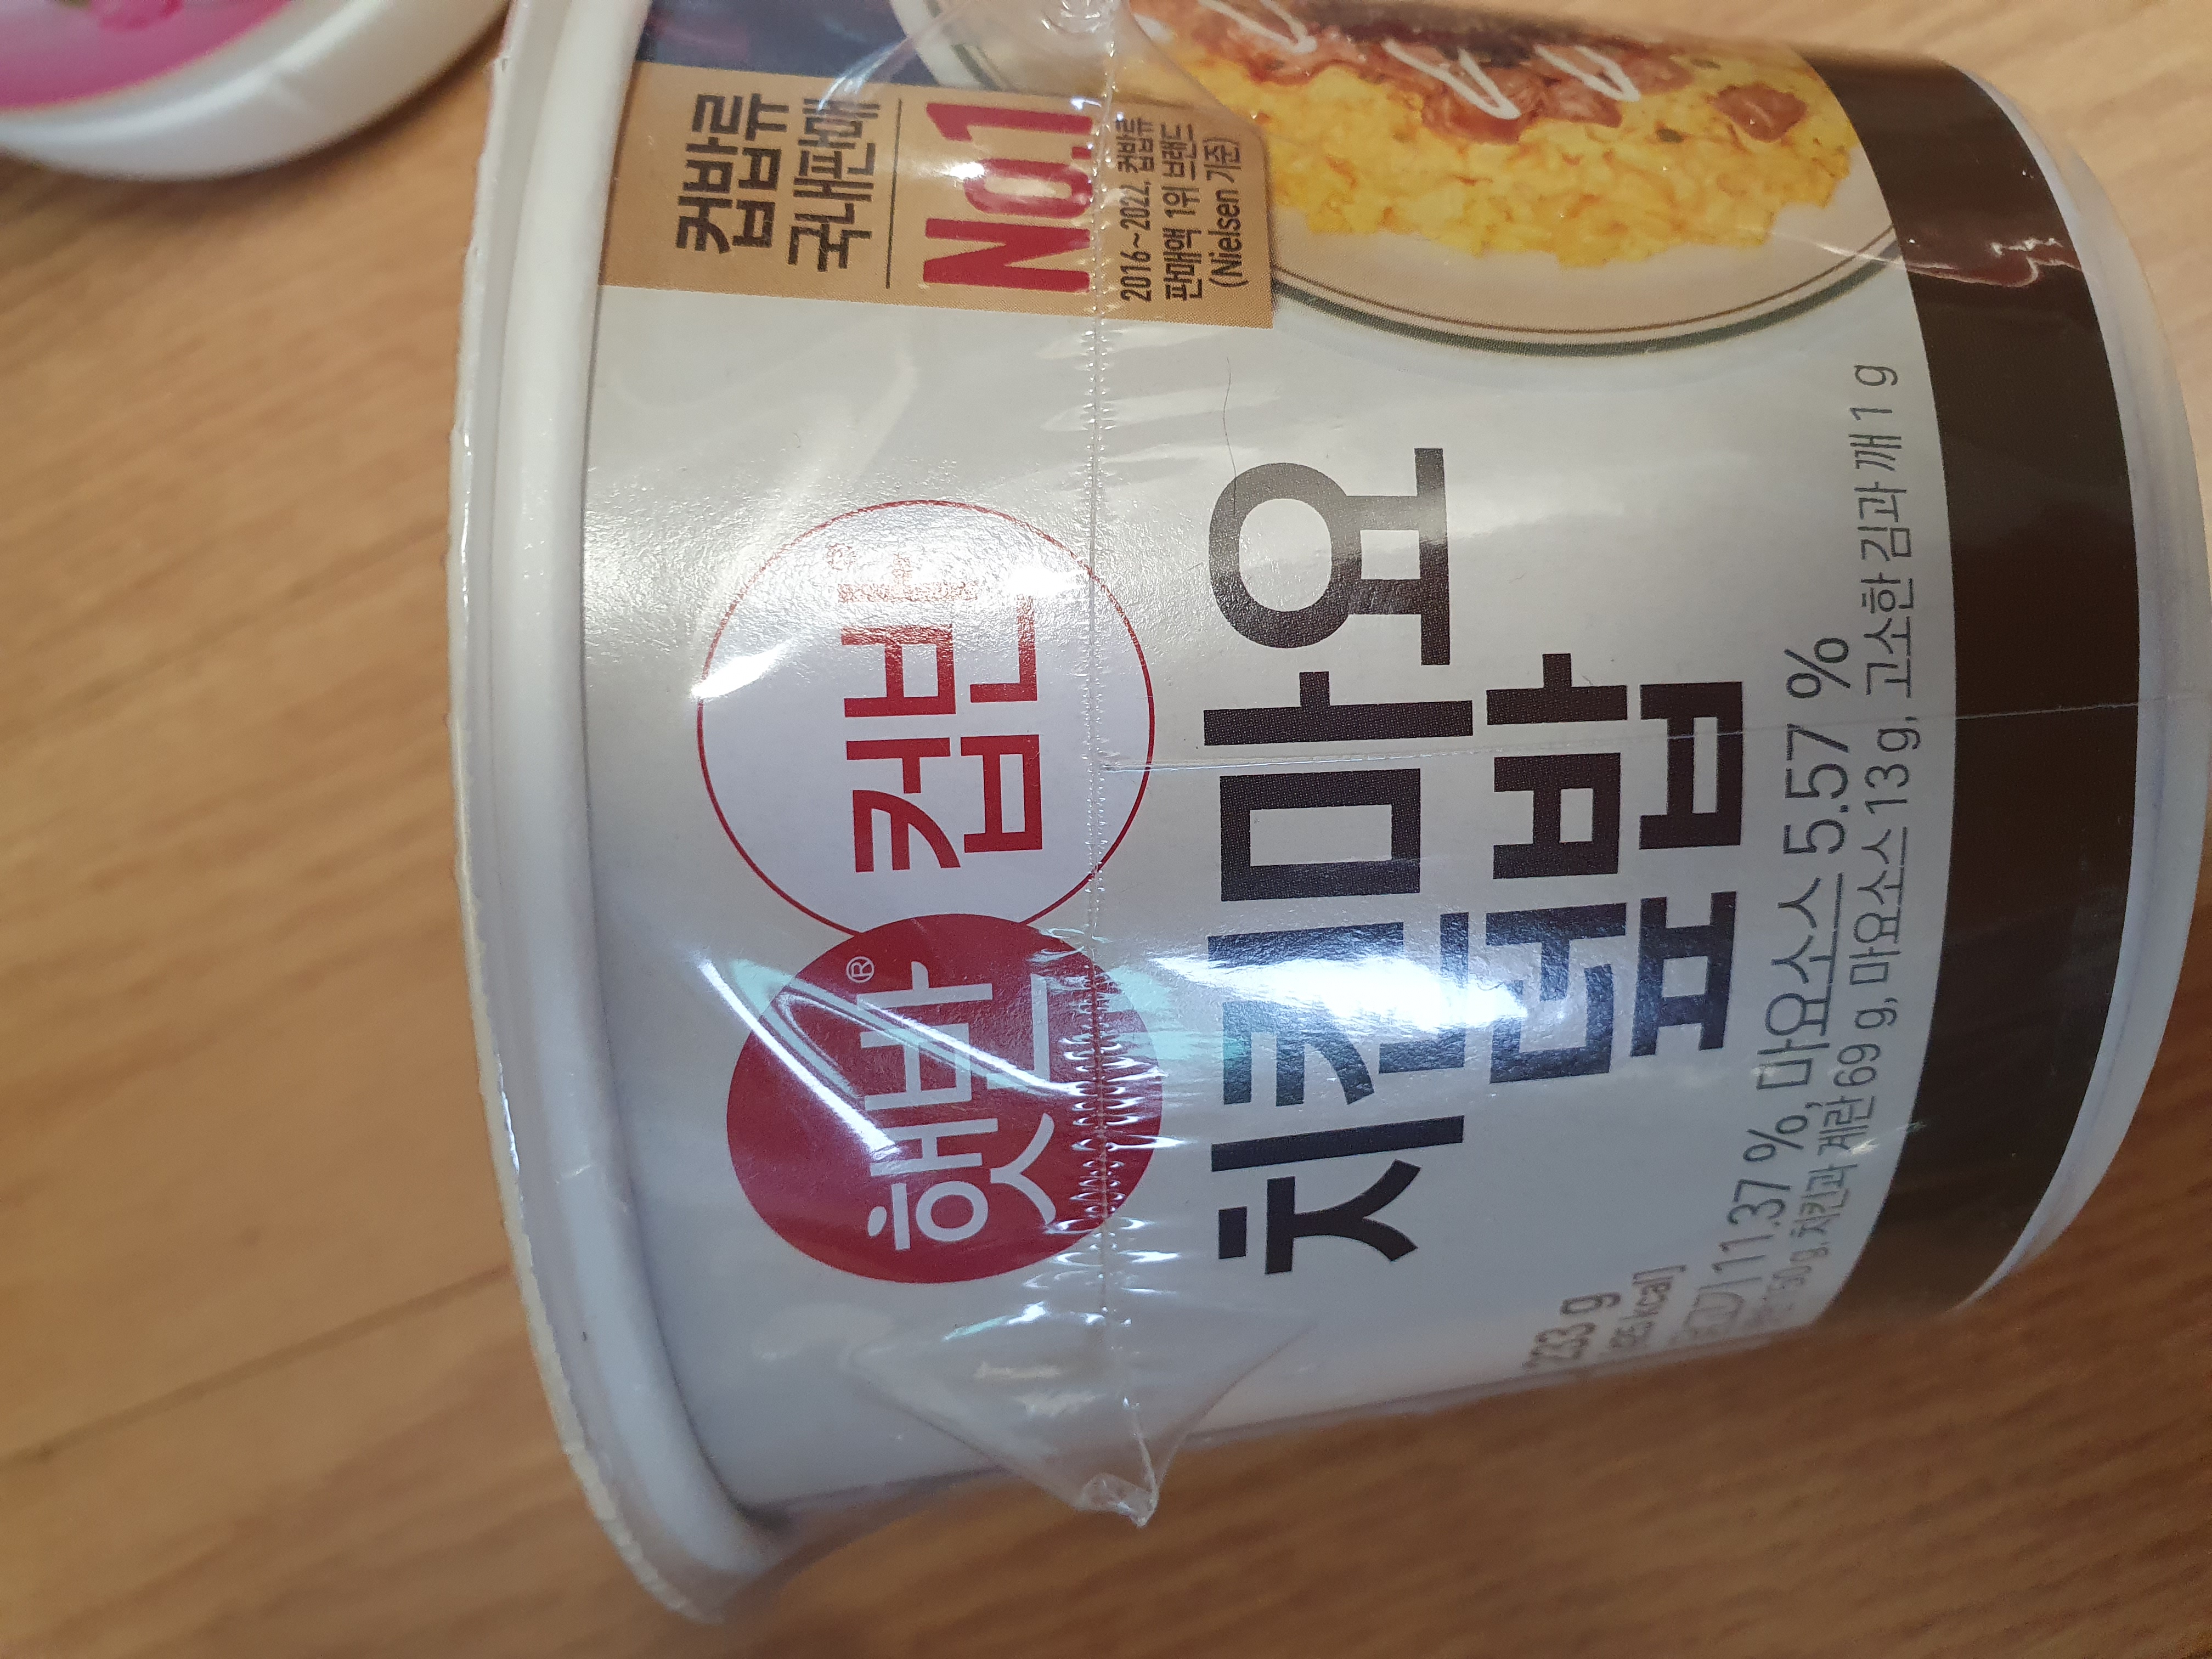 컵밥류
국내판매
No.1
2016~2022. 컵밥류
판매액 1위 브랜드
(Nielsen 기준)
햇반® 컵반
치킨마요
덮밥
233 g
kcal]
11.37 %, 마요소스 5.57 %
치킨과 계란 69 g, 마요소스 13 g, 고소한 김과 깨 1 g